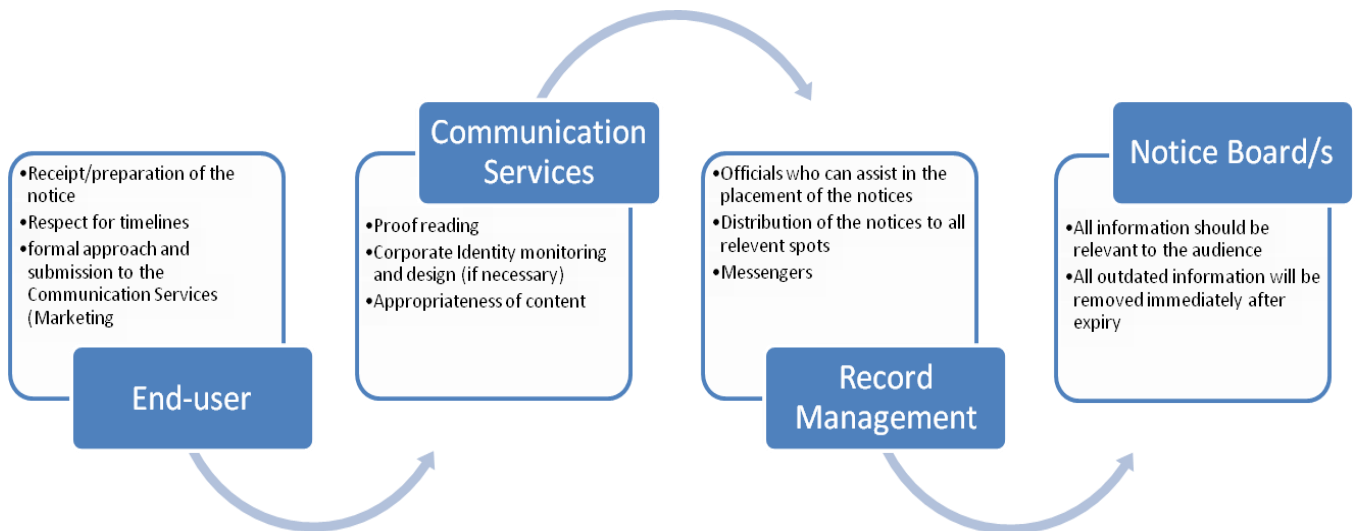 •Receipt/preparation of the
notice
•Respect for timelines
•formal approach and
submission to the
Communication Services
(Marketing
End-user
Communication
Services
•Proof reading
•Corporate Identity monitoring
and design (if necessary)
•Appropriateness of content
•Officials who can assist in the
placement of the notices
•Distribution of the notices to all
relevent spots
•Messengers
Record
Management
Notice Board/s
•All information should be
relevant to the audience
•All outdated information will be
removed immediately after
expiry